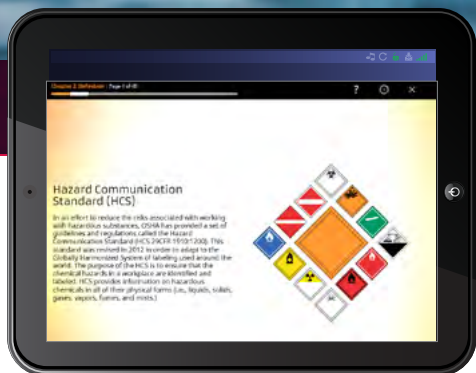 Chapter 2: Definitions : Page 6 of 40
?
Hazard Communication
Standard (HCS)
In an effort to reduce the risks associated with working
with hazardous substances, OSHA has provided a set of
guidelines and regulations called the Hazard
Communication Standard (HCS 29CFR 1910.1200). This
standard was revised in 2012 in order to adapt to the
Globally Harmonized System of labeling used around the
world. The purpose of the HCS is to ensure that the
chemical hazards in a workplace are identified and
labeled. HCS provides information on hazardous
chemicals in all of their physical forms (i.e., liquids, solids,
gases, vapors, fumes, and mists.)